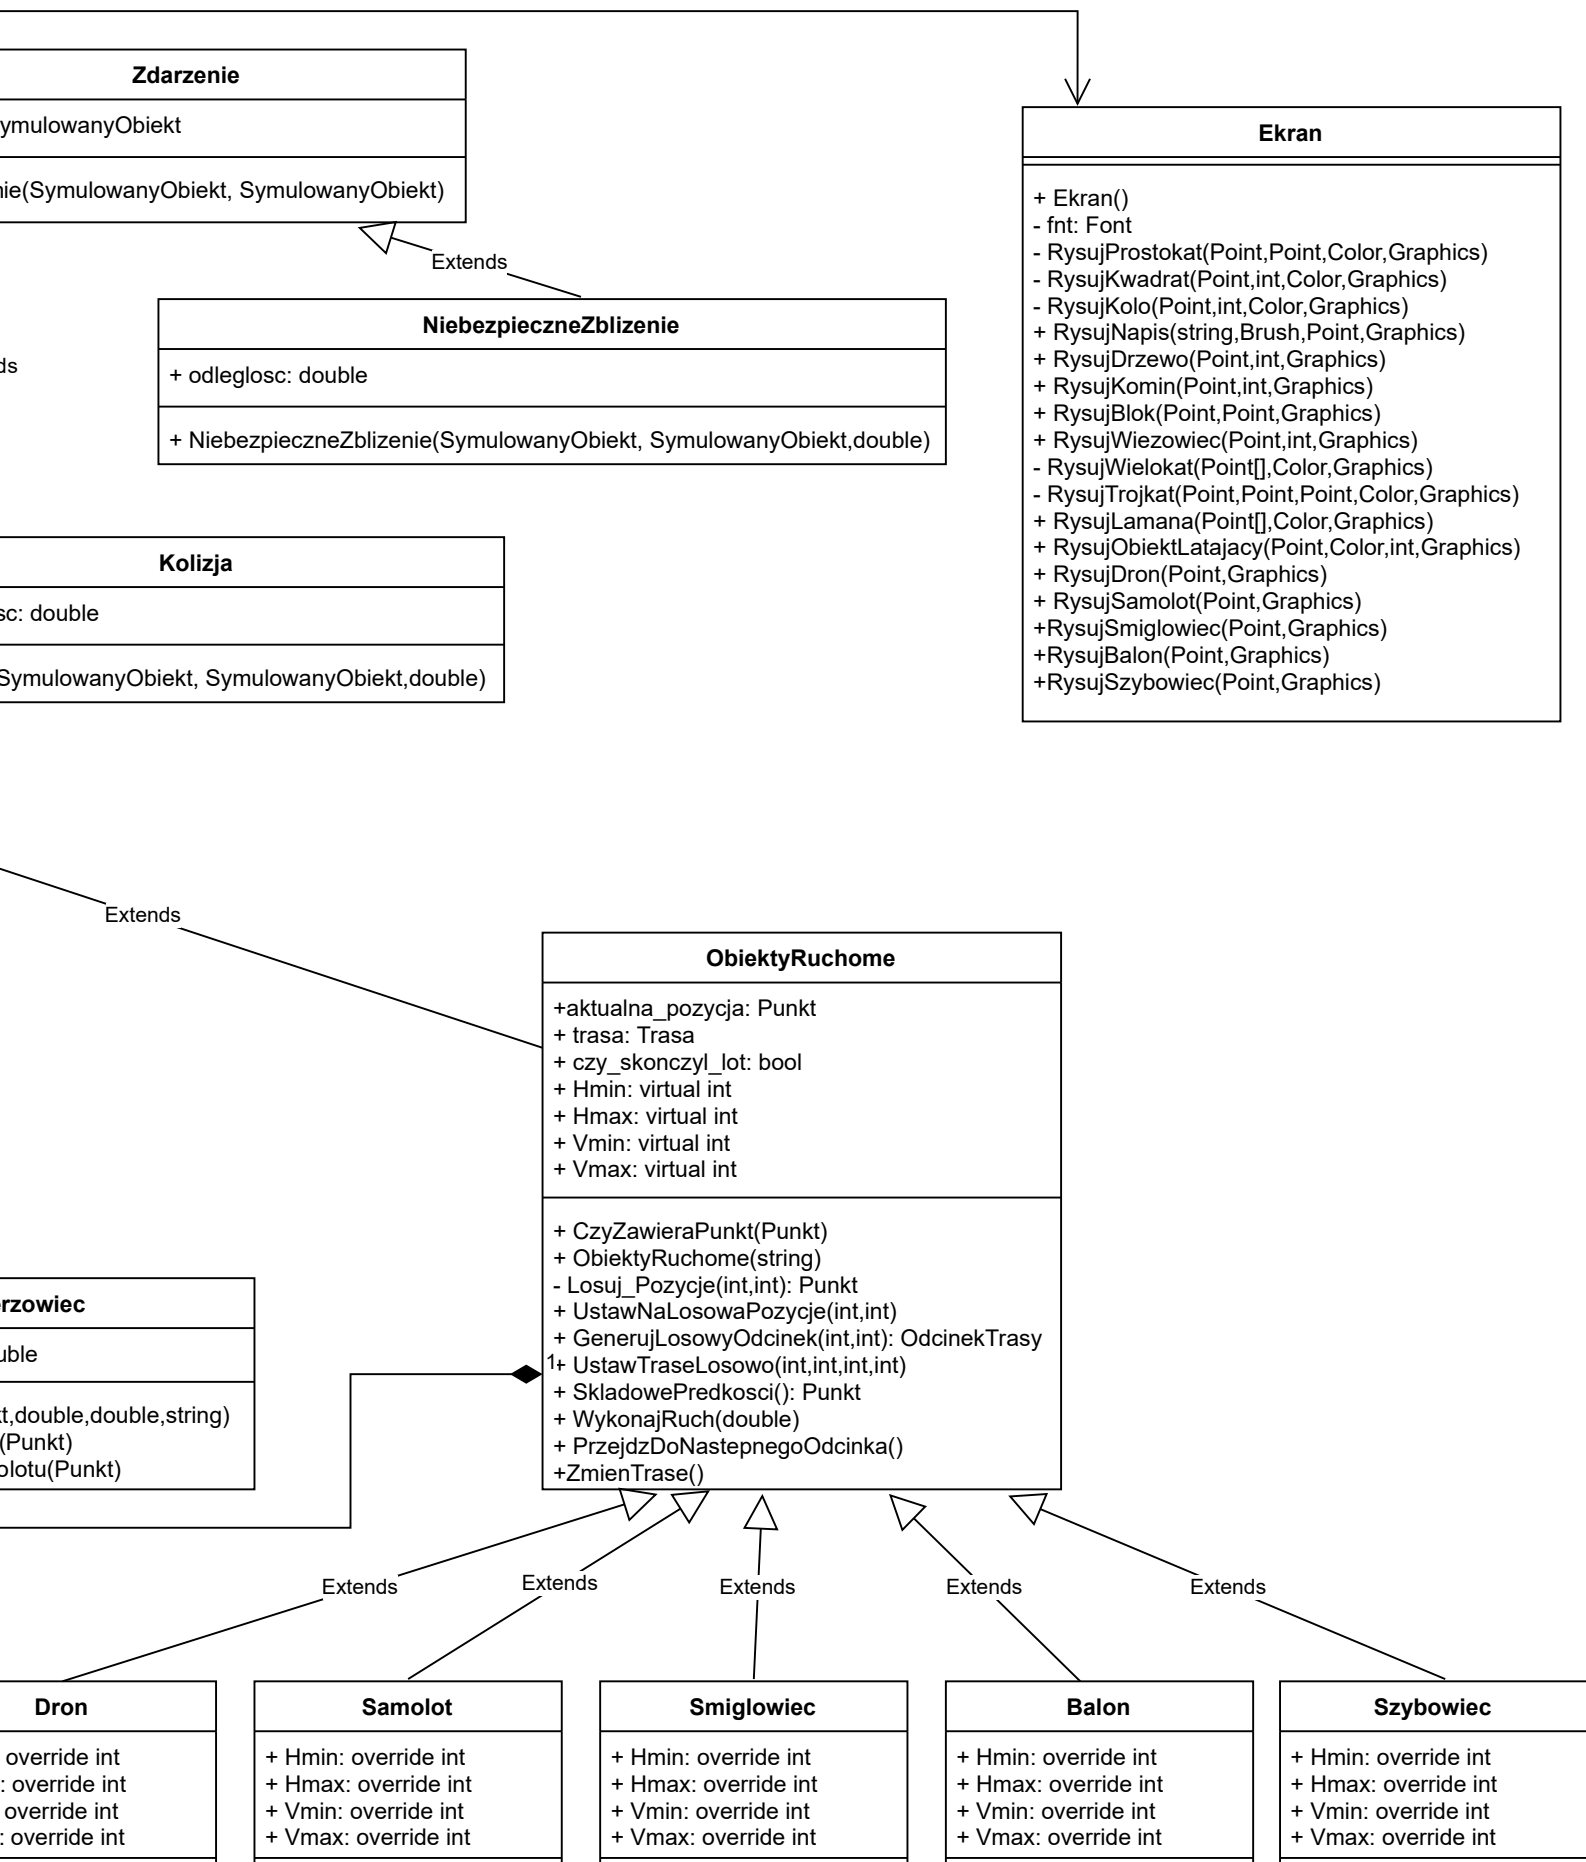 Zdarzenie
ymulowanyObiekt
nie(SymulowanyObiekt, SymulowanyObiekt)
Extends
NiebezpieczneZblizenie
+ odleglosc: double
+ NiebezpieczneZblizenie(SymulowanyObiekt, SymulowanyObiekt,double)
ds
Kolizja
sc: double
SymulowanyObiekt, SymulowanyObiekt,double)
Ekran
+ Ekran()
- fnt: Font
- RysujProstokat(Point,Point,Color,Graphics)
- RysujKwadrat(Point,int,Color,Graphics)
- RysujKolo(Point,int,Color,Graphics)
+ RysujNapis(string,Brush,Point,Graphics)
+ RysujDrzewo(Point,int,Graphics)
+ RysujKomin(Point,int,Graphics)
+ RysujBlok(Point,Point,Graphics)
+ RysujWiezowiec(Point,int,Graphics)
- RysujWielokat(Point[],Color,Graphics)
- RysujTrojkat(Point,Point,Point,Color,Graphics)
+ RysujLamana(Point[],Color,Graphics)
+ RysujObiektLatajacy(Point,Color,int,Graphics)
+ RysujDron(Point,Graphics)
+ RysujSamolot(Point,Graphics)
+RysujSmiglowiec(Point,Graphics)
+RysujBalon(Point,Graphics)
+RysujSzybowiec(Point,Graphics)
Extends
ObiektyRuchome
+aktualna_pozycja: Punkt
+ trasa: Trasa
+ czy_skonczyl_lot: bool
+ Hmin: virtual int
+ Hmax: virtual int
+ Vmin: virtual int
+ Vmax: virtual int
+ CzyZawieraPunkt(Punkt)
+ ObiektyRuchome(string)
- Losuj_Pozycje(int,int): Punkt
+ UstawNaLosowaPozycje(int,int)
+ GenerujLosowyOdcinek(int,int): OdcinekTrasy
1
+ UstawTraseLosowo(int,int,int,int)
+ SkladowePredkosci(): Punkt
+ WykonajRuch(double)
+ PrzejdzDoNastepnegoOdcinka()
+ZmienTrase()
erzowiec
uble
kt,double,double,string)
(Punkt)
olotu(Punkt)
Extends
Extends
Extends
Extends
Extends
Dron
override int
: override int
override int
: override int
Samolot
+ Hmin: override int
+ Hmax: override int
+ Vmin: override int
+ Vmax: override int
Smiglowiec
+ Hmin: override int
+ Hmax: override int
+ Vmin: override int
+ Vmax: override int
Balon
+ Hmin: override int
+ Hmax: override int
+ Vmin: override int
+ Vmax: override int
Szybowiec
+ Hmin: override int
+ Hmax: override int
+ Vmin: override int
+ Vmax: override int